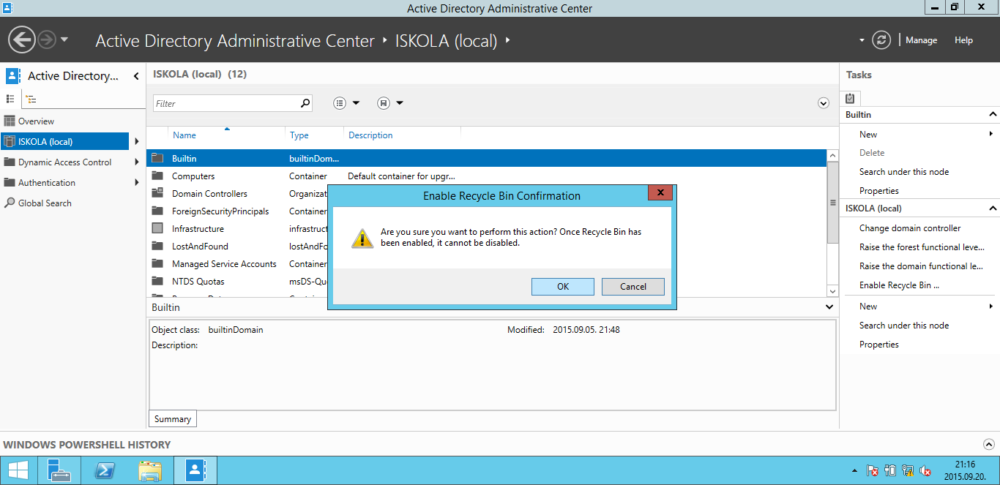 Active Directory Administrative Center
Active Directory Administrative Center ‣ ISKOLA (local) ‣
Manage
Help
Active Directory...
Overview
ISKOLA (local)
Dynamic Access Control
Authentication
Global Search
ISKOLA (local) (12)
Filter
Name Type Description
Builtin builtinDom...
Computers Container Default container for upgr...
Domain Controllers Organizat
ForeignSecurityPrincipals Container
Infrastructure infrastruct
LostAndFound lostAndFo
Managed Service Accounts Container
NTDS Quotas msDS-Qu
Enable Recycle Bin Confirmation
Are you sure you want to perform this action? Once Recycle Bin has
been enabled, it cannot be disabled.
OK Cancel
Builtin
Object class: builtinDomain Modified: 2015.09.05. 21:48
Description:
Summary
Tasks
Builtin
New
Delete
Search under this node
Properties
ISKOLA (local)
Change domain controller
Raise the forest functional leve...
Raise the domain functional le...
Enable Recycle Bin ...
New
Search under this node
Properties
WINDOWS POWERSHELL HISTORY
21:16
2015.09.20.